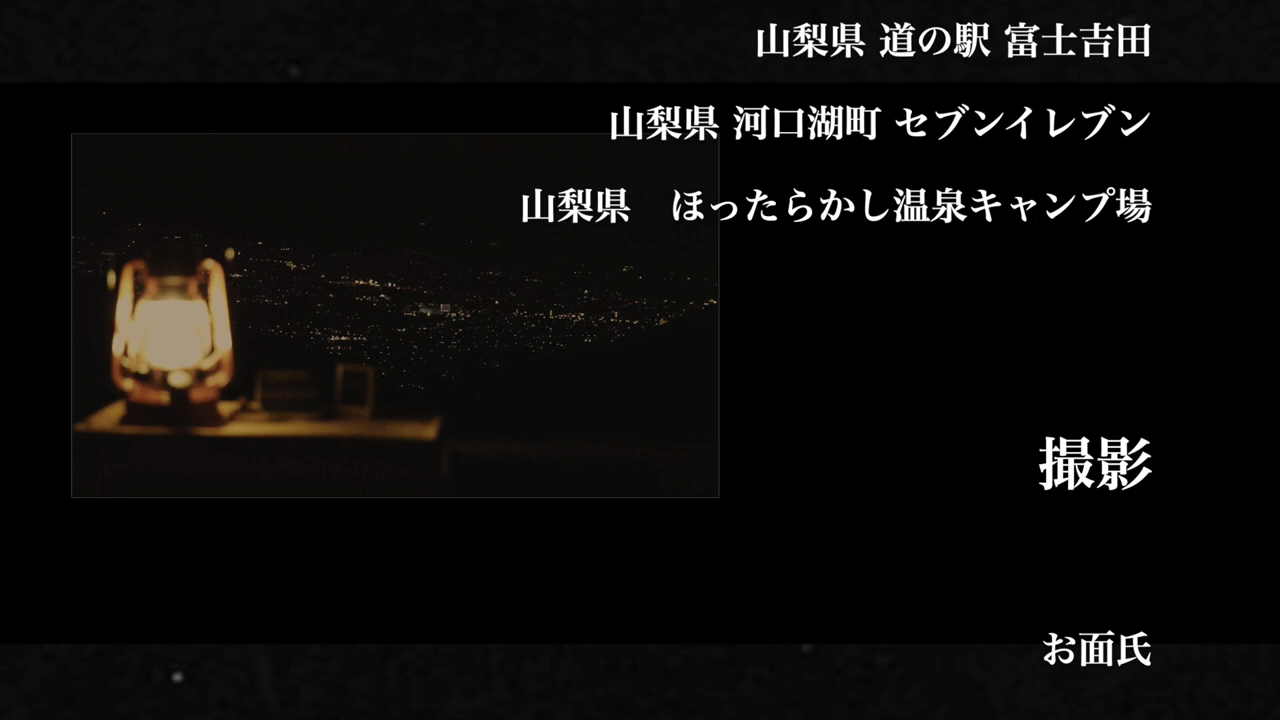 山梨県 道の駅 富士吉田
山梨県 河口湖町 セブンイレブン
山梨県　ほったらかし温泉キャンプ場
撮影
お面氏